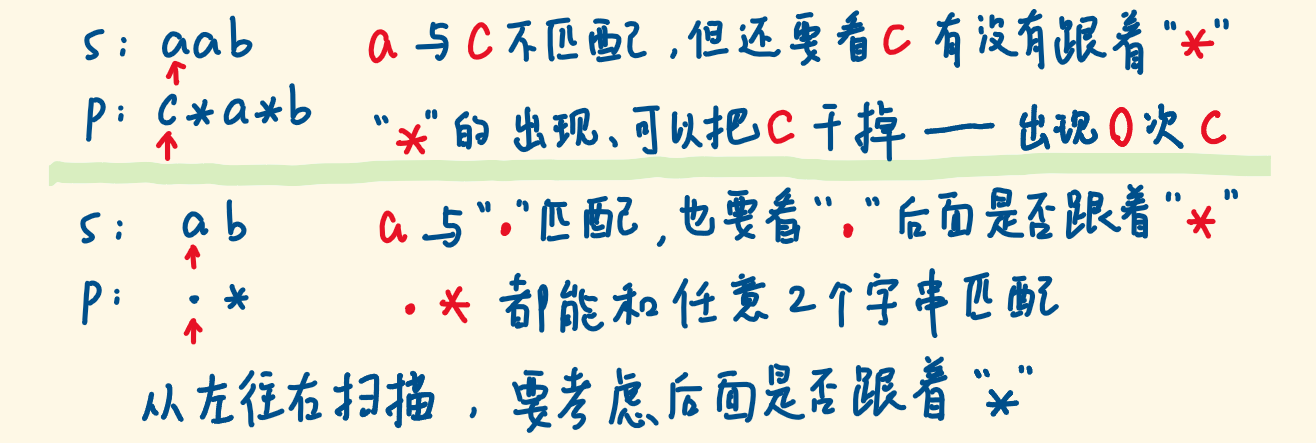 s: aab a 与 c 不匹配,但还要看 c 有没有跟着 "*"
p: c*a*b "*" 的 出现、可以把 c 干掉 —— 出现 0 次 c
s: ab a 与 "." 匹配,也要看 "." 后面是否跟着 "*"
p: .* .* 都能和任意2个字串匹配
从左往右扫描,要考虑后面是否跟着 "*"